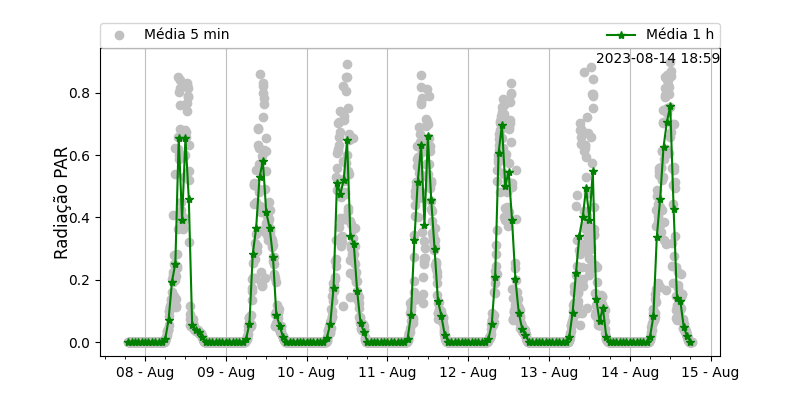 Média 5 min
Média 1 h
2023-08-14 18:59
Radiação PAR
0.8
0.6
0.4
0.2
0.0
08 - Aug
09 - Aug
10 - Aug
11 - Aug
12 - Aug
13 - Aug
14 - Aug
15 - Aug